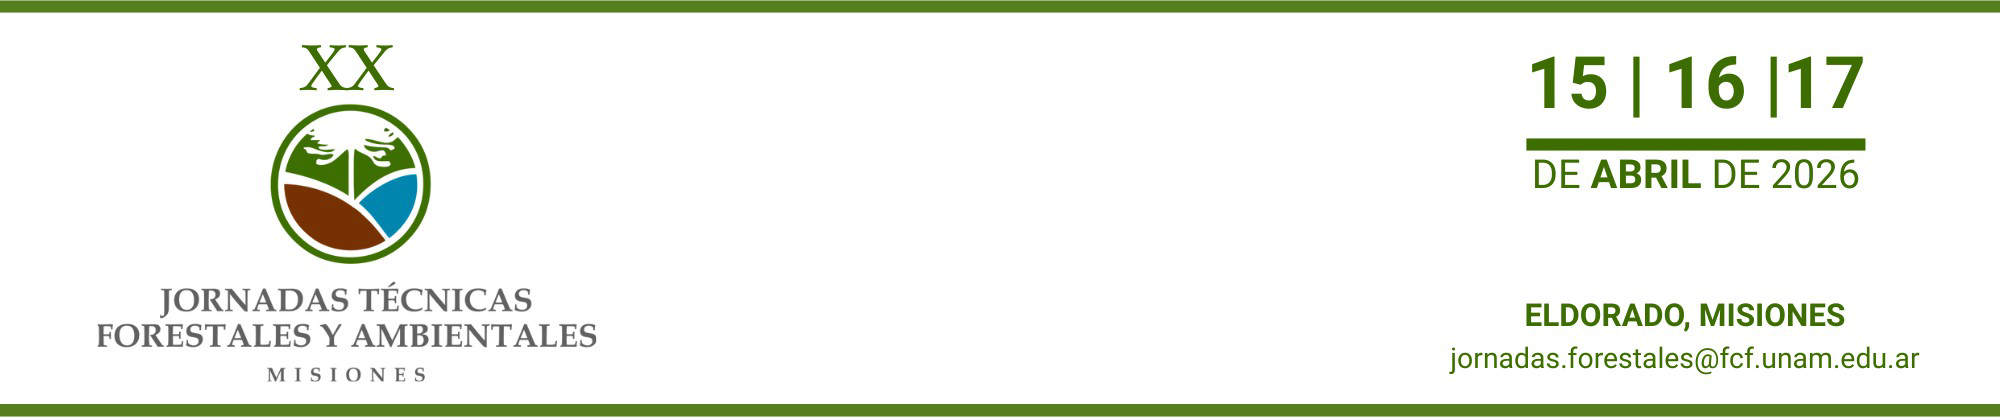 XX
JORNADAS TÉCNICAS
FORESTALES Y AMBIENTALES
MISIONES
15 | 16 |17
DE ABRIL DE 2026
ELDORADO, MISIONES
jornadas.forestales@fcf.unam.edu.ar